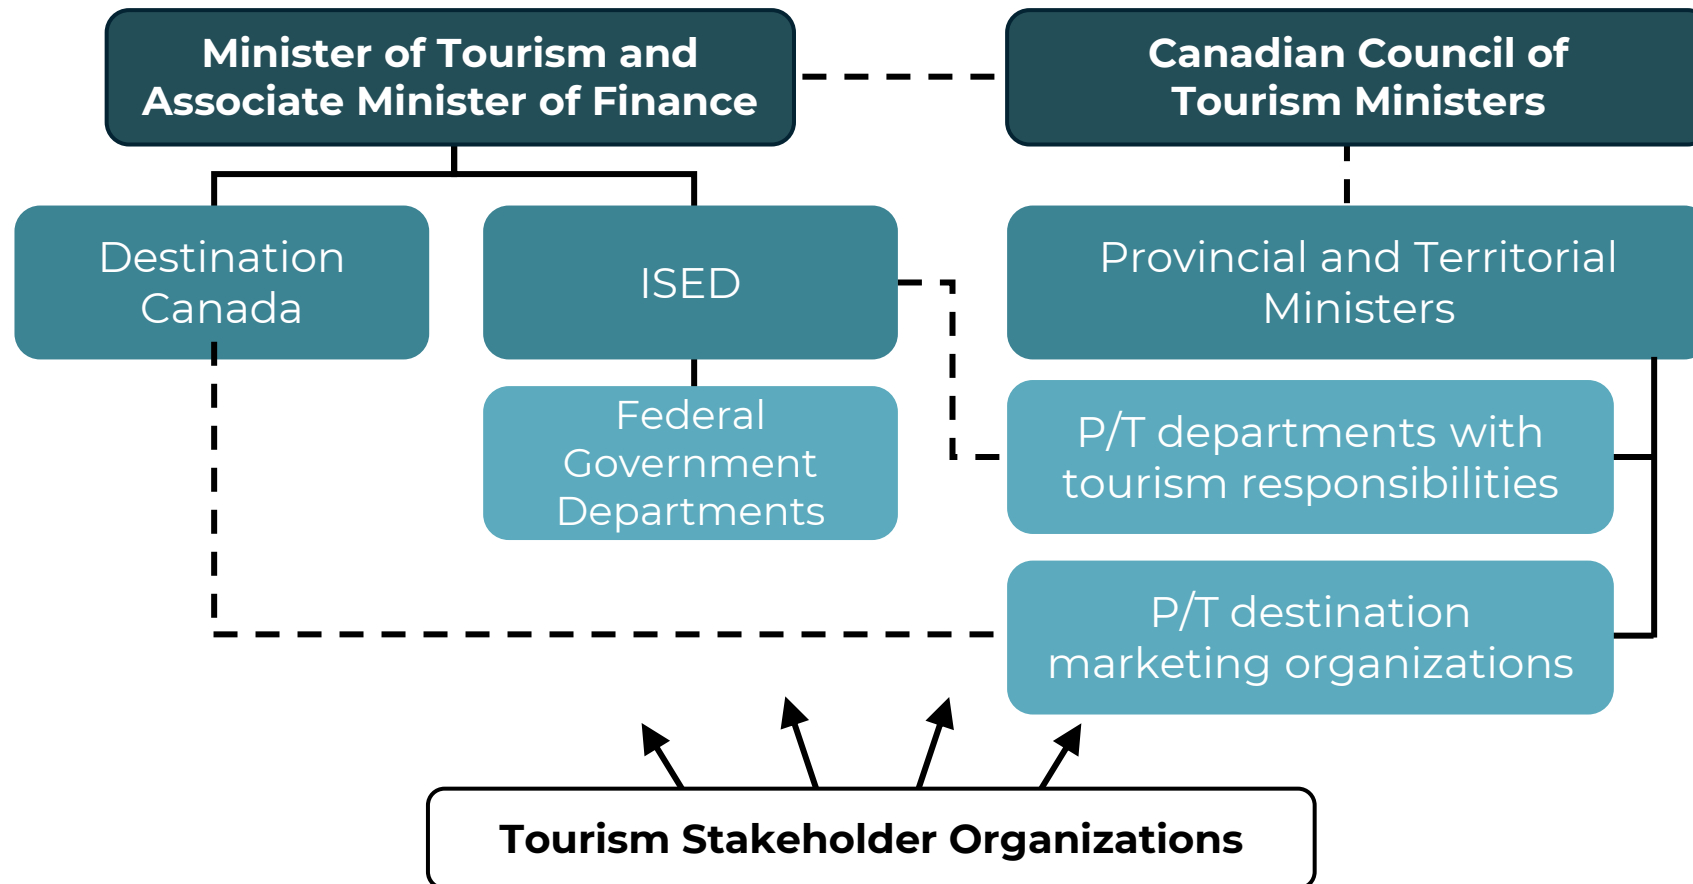 Minister of Tourism and
Associate Minister of Finance
Canadian Council of
Tourism Ministers
Destination
Canada
ISED
Provincial and Territorial
Ministers
Federal
Government
Departments
P/T departments with
tourism responsibilities
P/T destination
marketing organizations
Tourism Stakeholder Organizations